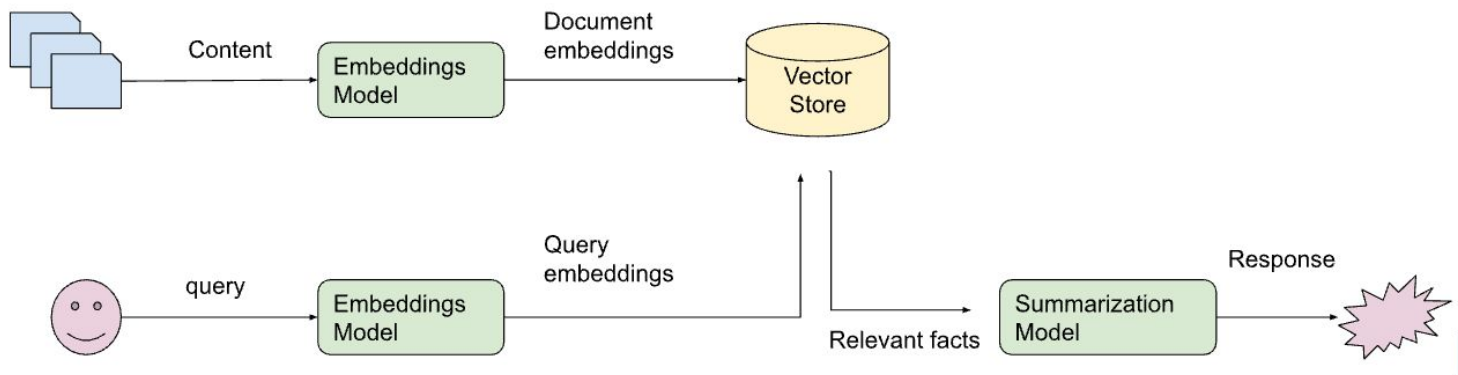 Content
Embeddings
Model
Document
embeddings
Vector
Store
query
Embeddings
Model
Query
embeddings
Relevant facts
Summarization
Model
Response